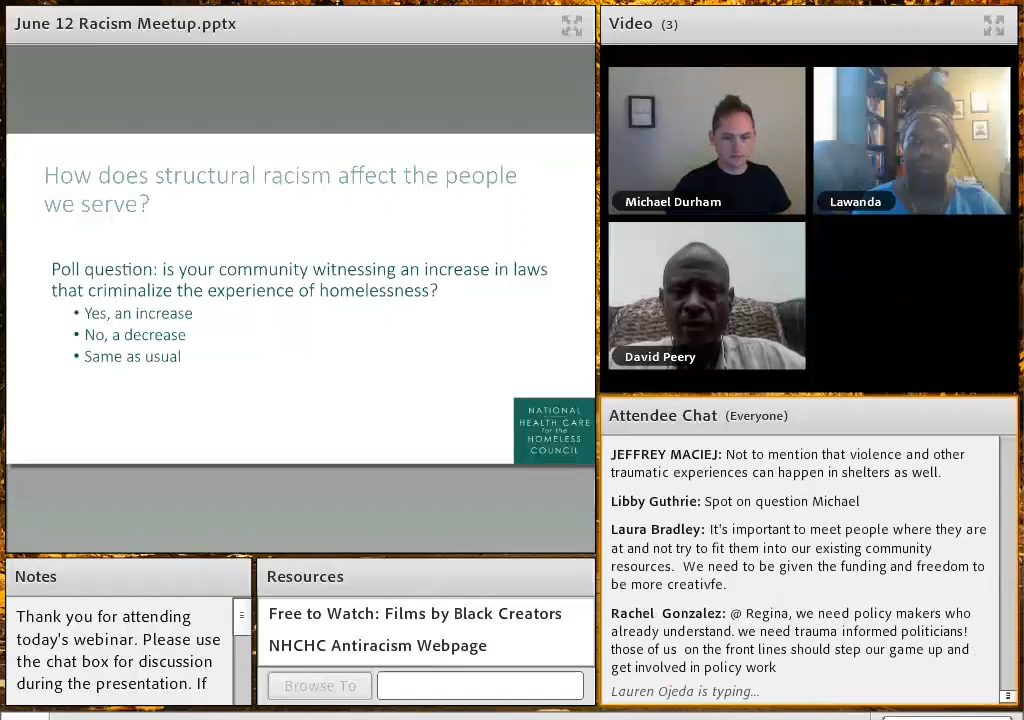 June 12 Racism Meetup.pptx
How does structural racism affect the people
we serve?
Poll question: is your community witnessing an increase in laws
that criminalize the experience of homelessness?
• Yes, an increase
• No, a decrease
• Same as usual
NATIONAL
HEALTH CARE
for the
HOMELESS
COUNCIL
Video (3)
Michael Durham
Lawanda
David Peery
Attendee Chat (Everyone)
JEFFREY MACIEJ: Not to mention that violence and other
traumatic experiences can happen in shelters as well.
Libby Guthrie: Spot on question Michael
Laura Bradley: It's important to meet people where they are
at and not try to fit them into our existing community
resources. We need to be given the funding and freedom to
be more creativfe.
Rachel Gonzalez: @ Regina, we need policy makers who
already understand. we need trauma informed politicians!
those of us on the front lines should step our game up and
get involved in policy work
Lauren Ojeda is typing...
Notes
Thank you for attending
today's webinar. Please use
the chat box for discussion
during the presentation. If
Resources
Free to Watch: Films by Black Creators
NHCHC Antiracism Webpage
Browse To